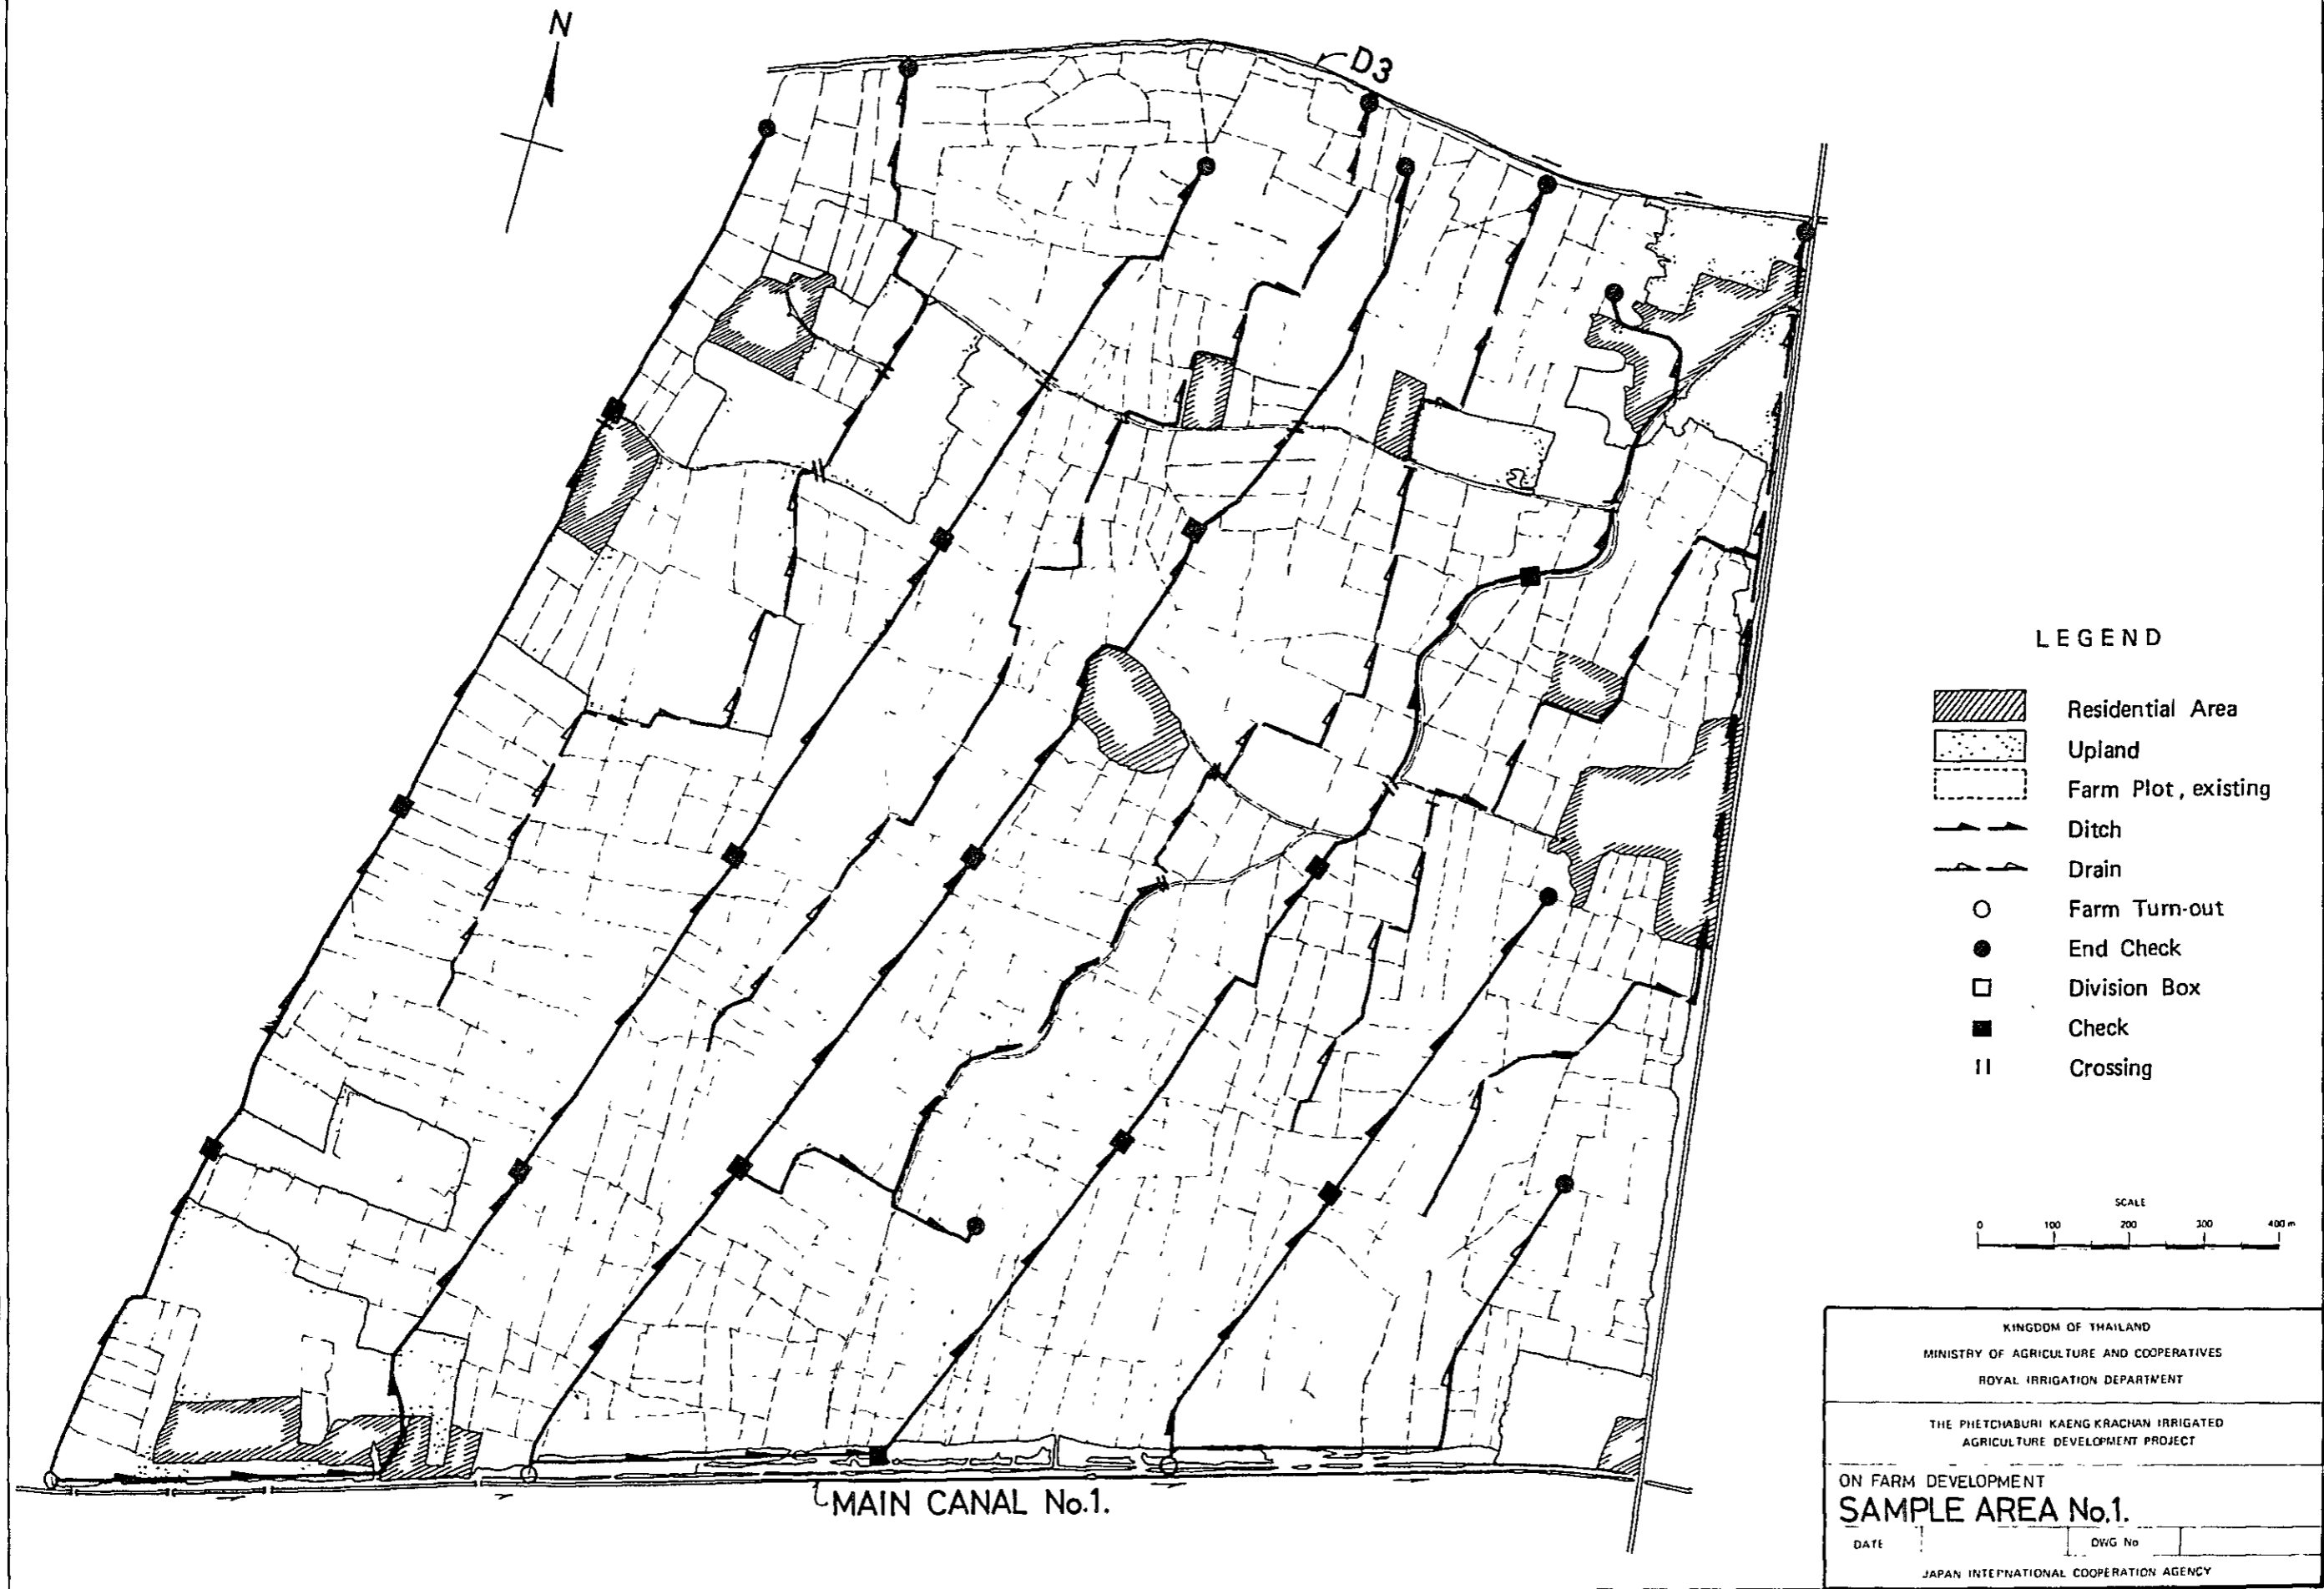 N
D3
LEGEND
Residential Area
Upland
Farm Plot, existing
Ditch
Drain
Farm Turn-out
End Check
Division Box
Check
Crossing
SCALE
0 100 200 300 400 m
MAIN CANAL No.1.
KINGDOM OF THAILAND
MINISTRY OF AGRICULTURE AND COOPERATIVES
ROYAL IRRIGATION DEPARTMENT
THE PHETCHABURI KAENG KRACHAN IRRIGATED
AGRICULTURE DEVELOPMENT PROJECT
ON FARM DEVELOPMENT
SAMPLE AREA No.1.
DATE DWG No
JAPAN INTERNATIONAL COOPERATION AGENCY